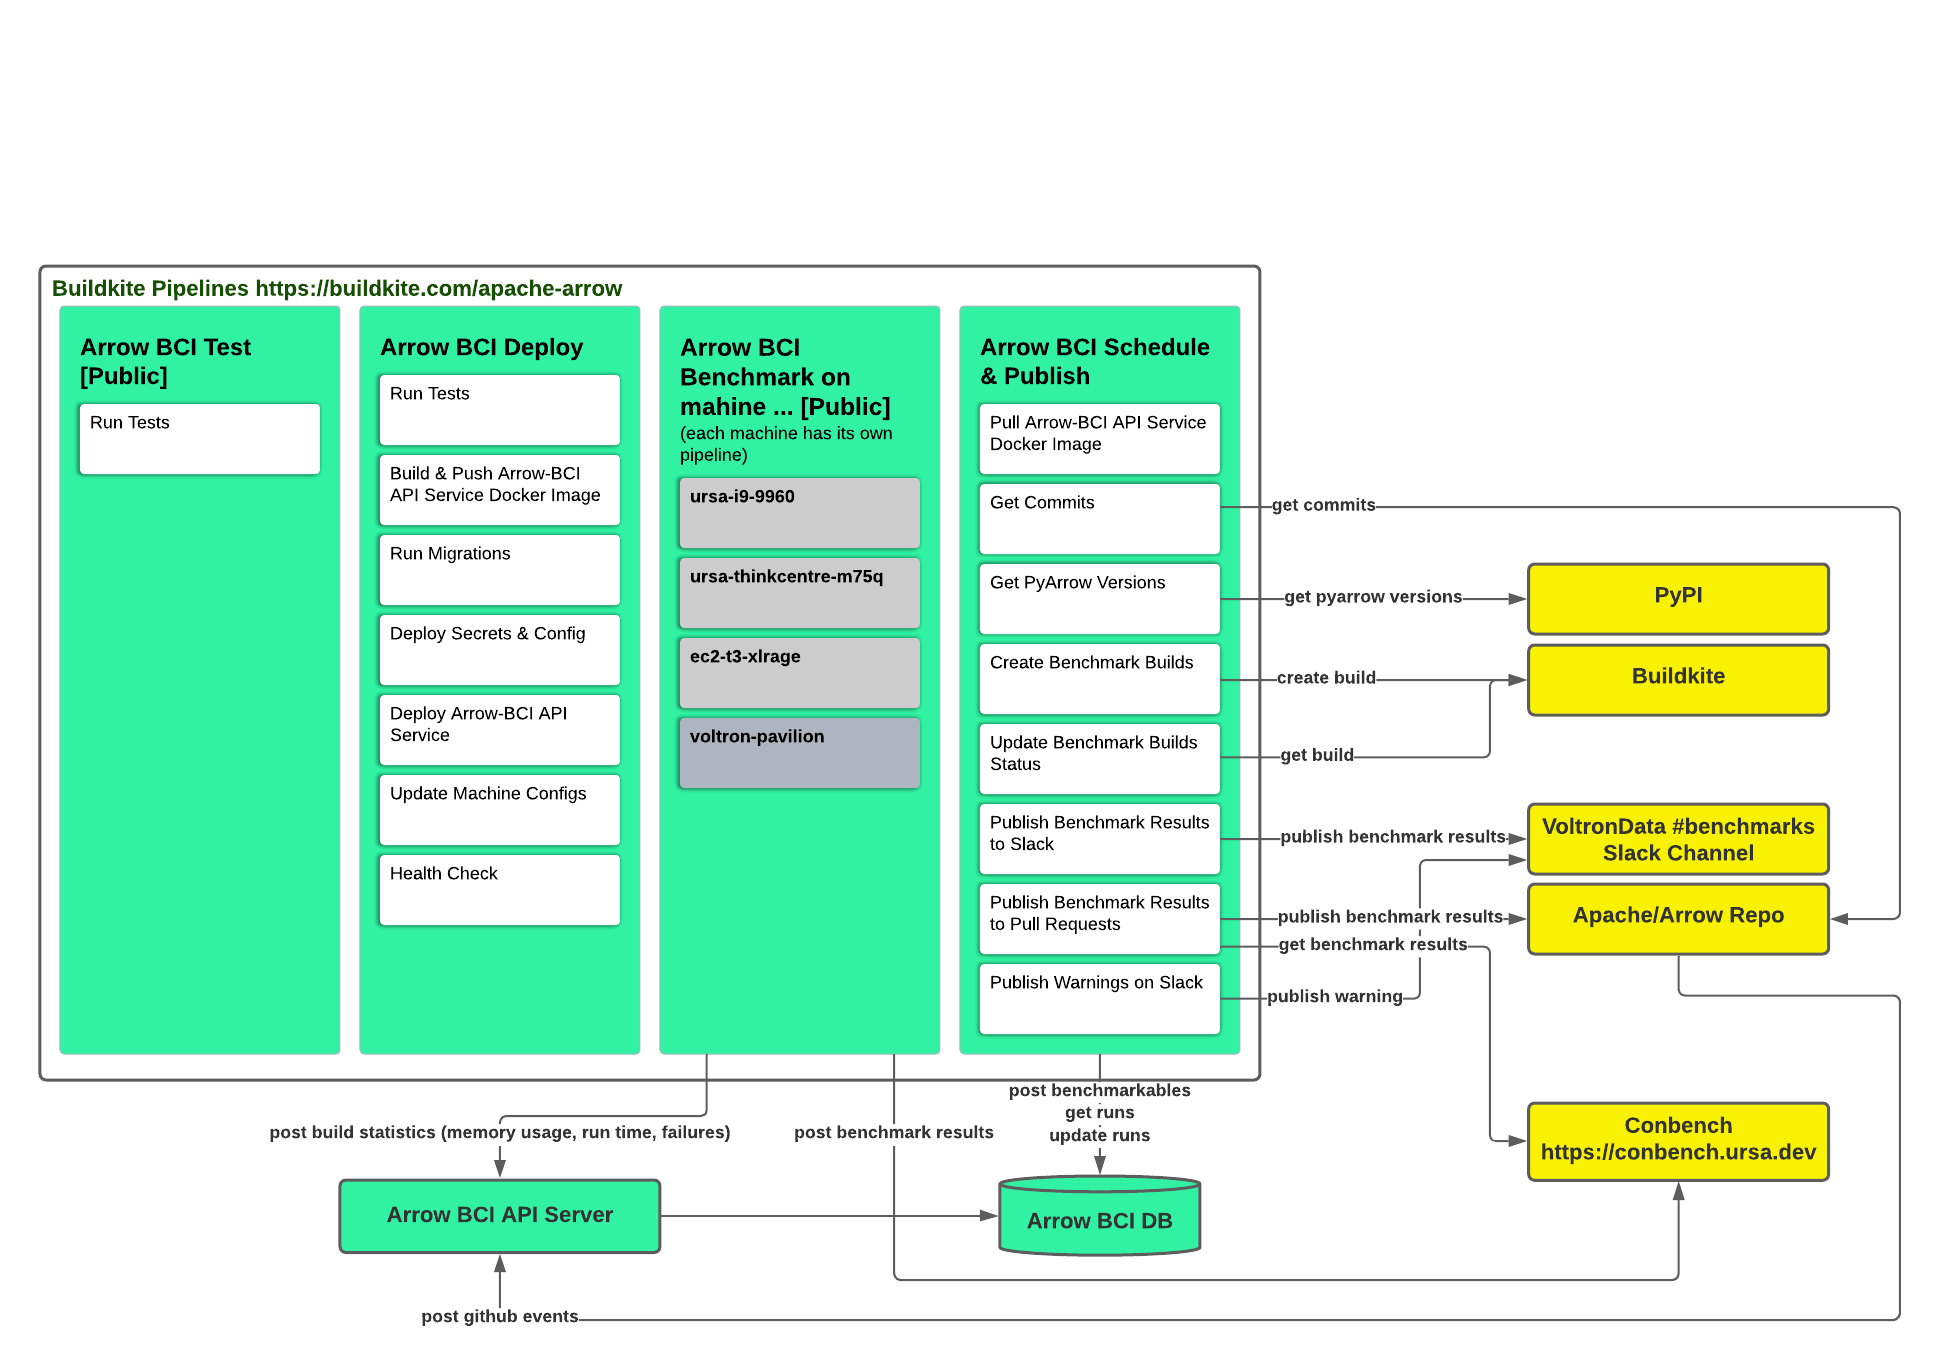 Buildkite Pipelines https://buildkite.com/apache-arrow
Arrow BCI Test
[Public]
Run Tests
Arrow BCI Deploy
Run Tests
Build & Push Arrow-BCI
API Service Docker Image
Run Migrations
Deploy Secrets & Config
Deploy Arrow-BCI API
Service
Update Machine Configs
Health Check
Arrow BCI
Benchmark on
mahine ... [Public]
(each machine has its own
pipeline)
ursa-i9-9960
ursa-thinkcentre-m75q
ec2-t3-xlrage
voltron-pavilion
Arrow BCI Schedule
& Publish
Pull Arrow-BCI API Service
Docker Image
Get Commits
Get PyArrow Versions
Create Benchmark Builds
Update Benchmark Builds
Status
Publish Benchmark Results
to Slack
Publish Benchmark Results
to Pull Requests
Publish Warnings on Slack
get commits
get pyarrow versions
create build
get build
publish benchmark results
publish benchmark results
get benchmark results
publish warning
PyPI
Buildkite
VoltronData #benchmarks
Slack Channel
Apache/Arrow Repo
Conbench
https://conbench.ursa.dev
post build statistics (memory usage, run time, failures)
post benchmark results
post benchmarkables
get runs
update runs
Arrow BCI API Server
Arrow BCI DB
post github events